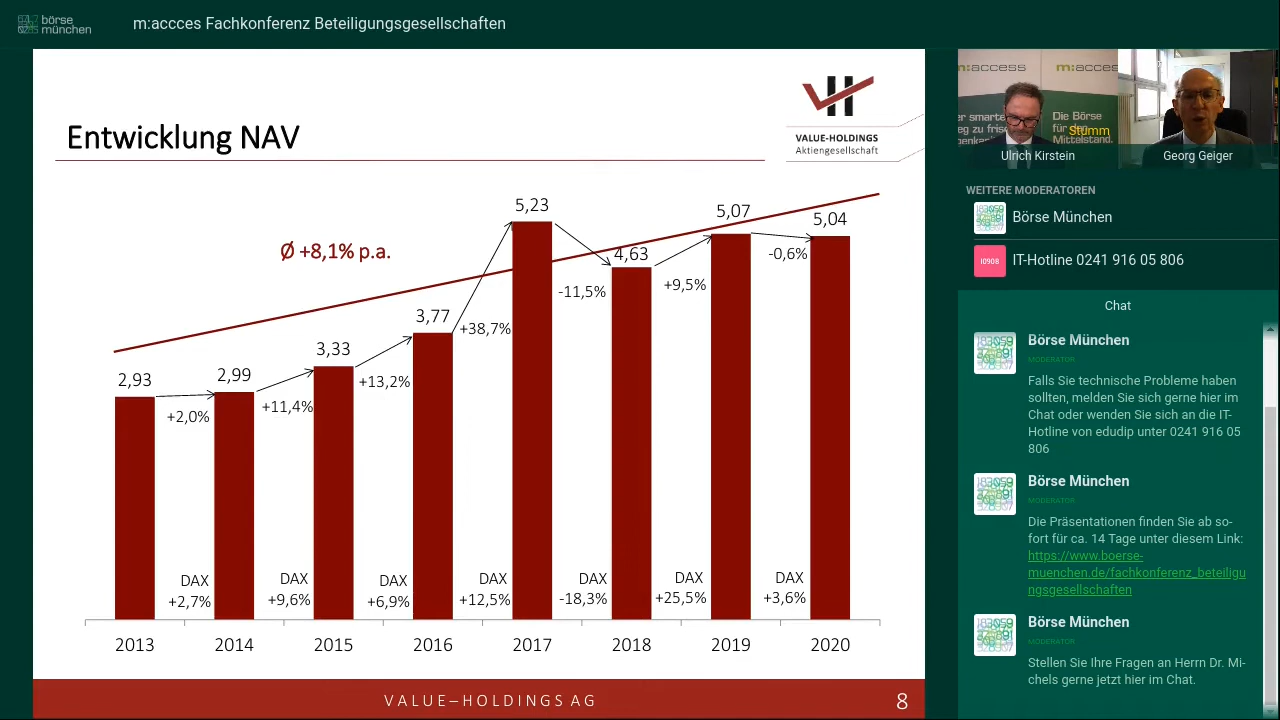 börse
münchen
m:accces Fachkonferenz Beteiligungsgesellschaften
Entwicklung NAV
VALUE-HOLDINGS
Aktiengesellschaft
Ø +8,1% p.a.
2,93
2,99
3,33
3,77
5,23
4,63
5,07
5,04
+2,0%
+11,4%
+13,2%
+38,7%
-11,5%
+9,5%
-0,6%
DAX
+2,7%
DAX
+9,6%
DAX
+6,9%
DAX
+12,5%
DAX
-18,3%
DAX
+25,5%
DAX
+3,6%
2013
2014
2015
2016
2017
2018
2019
2020
VALUE–HOLDINGS AG
8
m:access
m:access
Die Börse
für den
Mittelstand.
Stumm
Ulrich Kirstein
Georg Geiger
WEITERE MODERATOREN
Börse München
I0908
IT-Hotline 0241 916 05 806
Chat
Börse München
MODERATOR
Falls Sie technische Probleme haben
sollten, melden Sie sich gerne hier im
Chat oder wenden Sie sich an die IT-
Hotline von edudip unter 0241 916 05
806
Börse München
MODERATOR
Die Präsentationen finden Sie ab so-
fort für ca. 14 Tage unter diesem Link:
https://www.boerse-
muenchen.de/fachkonferenz_beteiligu
ngsgesellschaften
Börse München
MODERATOR
Stellen Sie Ihre Fragen an Herrn Dr. Mi-
chels gerne jetzt hier im Chat.